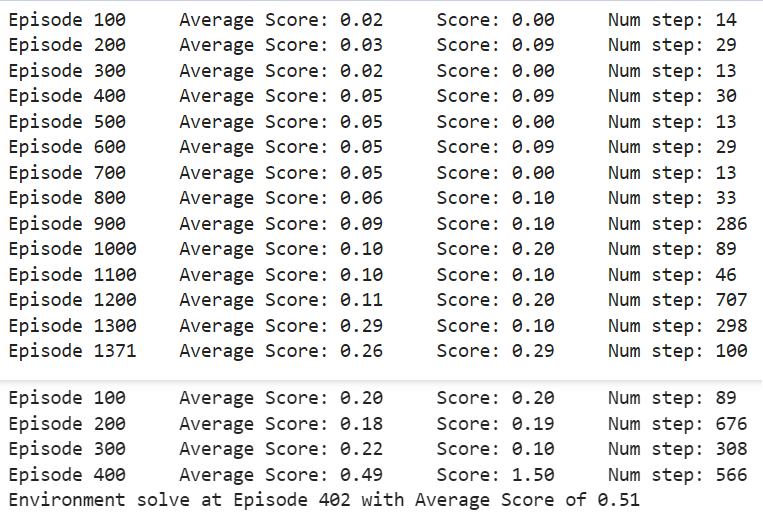 Episode 100 Average Score: 0.02 Score: 0.00 Num step: 14
Episode 200 Average Score: 0.03 Score: 0.09 Num step: 29
Episode 300 Average Score: 0.02 Score: 0.00 Num step: 13
Episode 400 Average Score: 0.05 Score: 0.09 Num step: 30
Episode 500 Average Score: 0.05 Score: 0.00 Num step: 13
Episode 600 Average Score: 0.05 Score: 0.09 Num step: 29
Episode 700 Average Score: 0.05 Score: 0.00 Num step: 13
Episode 800 Average Score: 0.06 Score: 0.10 Num step: 33
Episode 900 Average Score: 0.09 Score: 0.10 Num step: 286
Episode 1000 Average Score: 0.10 Score: 0.20 Num step: 89
Episode 1100 Average Score: 0.10 Score: 0.10 Num step: 46
Episode 1200 Average Score: 0.11 Score: 0.20 Num step: 707
Episode 1300 Average Score: 0.29 Score: 0.10 Num step: 298
Episode 1371 Average Score: 0.26 Score: 0.29 Num step: 100
Episode 100 Average Score: 0.20 Score: 0.20 Num step: 89
Episode 200 Average Score: 0.18 Score: 0.19 Num step: 676
Episode 300 Average Score: 0.22 Score: 0.10 Num step: 308
Episode 400 Average Score: 0.49 Score: 1.50 Num step: 566
Environment solve at Episode 402 with Average Score of 0.51